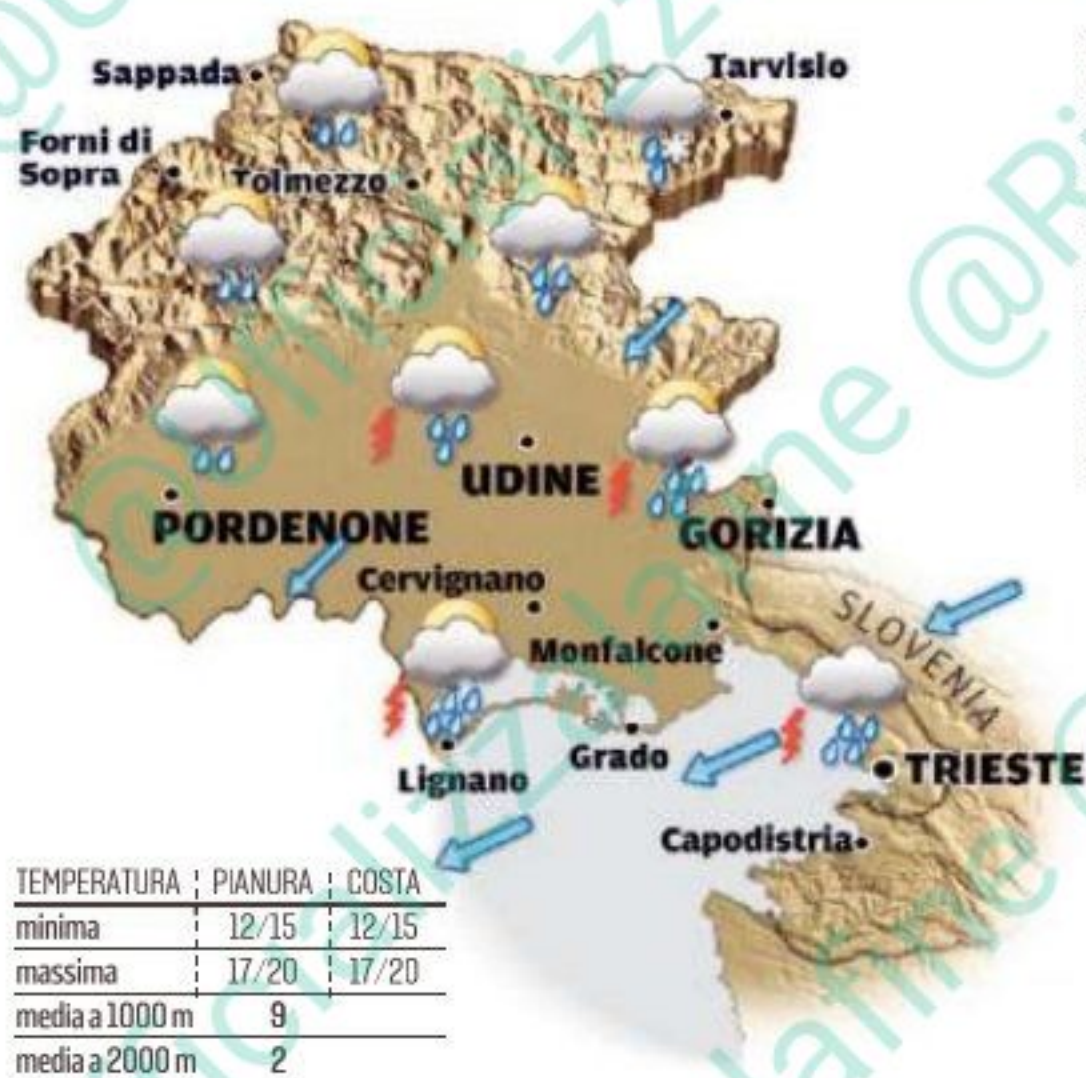 Sappada
Tarvisio
Forni di
Sopra
Tolmezzo
UDINE
PORDENONE
GORIZIA
Cervignano
SLOVENIA
Monfalcone
Grado
TRIESTE
Lignano
Capodistria
TEMPERATURA PIANURA COSTA
minima 12/15 12/15
massima 17/20 17/20
media a 1000 m 9
media a 2000 m 2